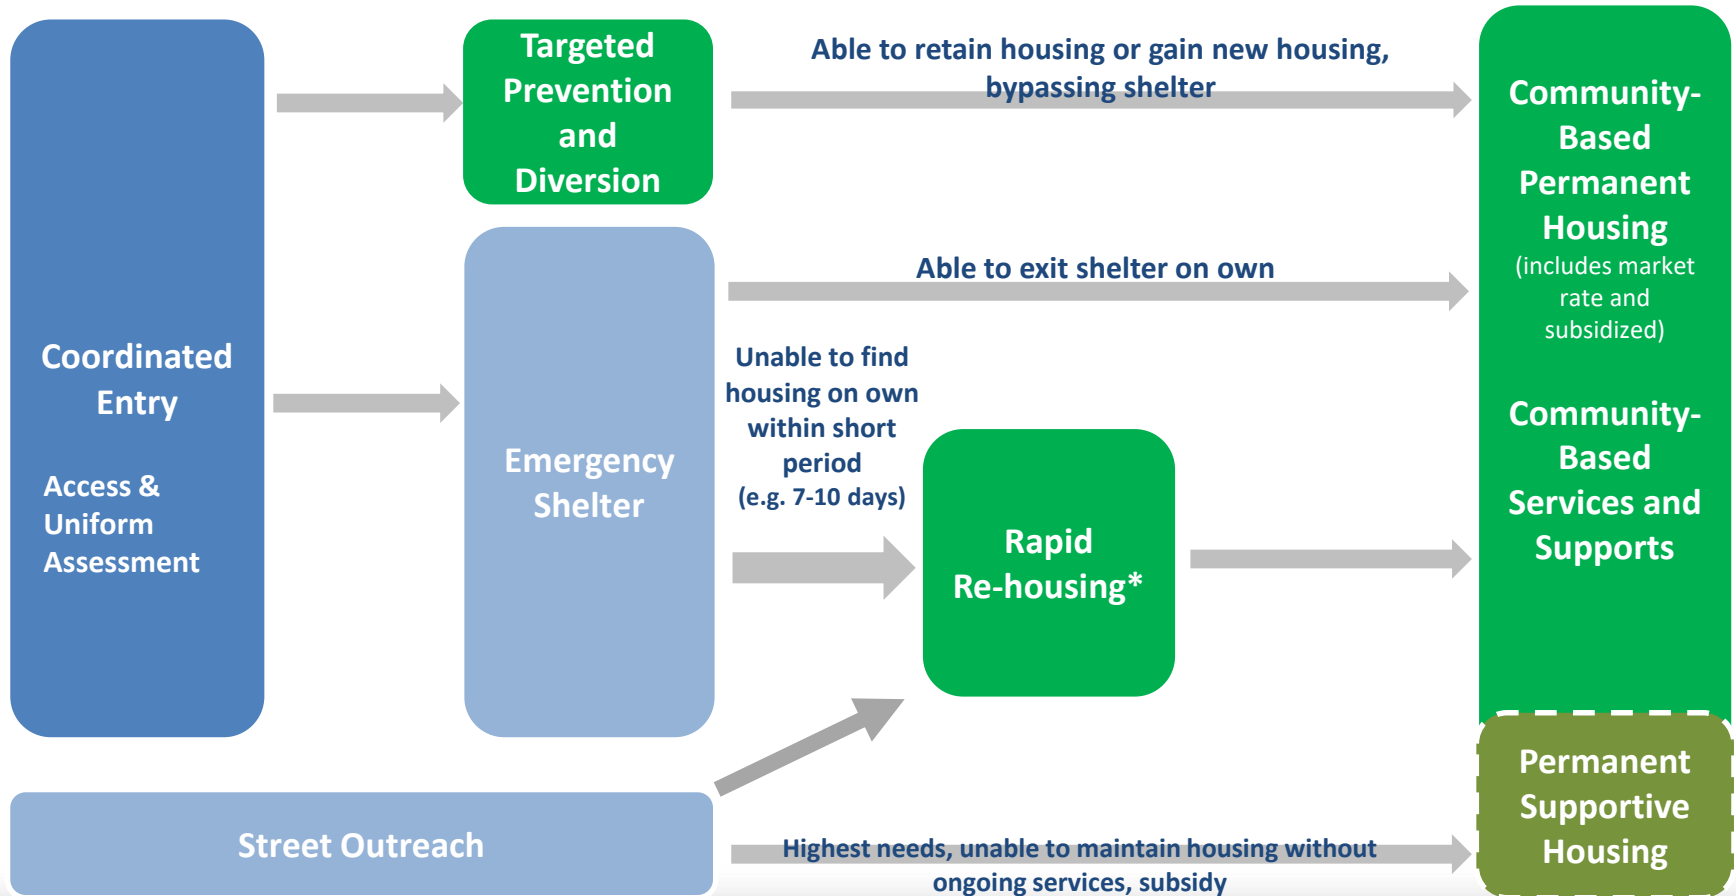 Targeted
Prevention
and
Diversion
Able to retain housing or gain new housing,
bypassing shelter
Community-
Based
Permanent
Housing
(includes market
rate and
subsidized)
Community-
Based
Services and
Supports
Able to exit shelter on own
Coordinated
Entry
Access &
Uniform
Assessment
Emergency
Shelter
Unable to find
housing on own
within short
period
(e.g. 7-10 days)
Rapid
Re-housing*
Permanent
Supportive
Housing
Street Outreach
Highest needs, unable to maintain housing without
ongoing services, subsidy